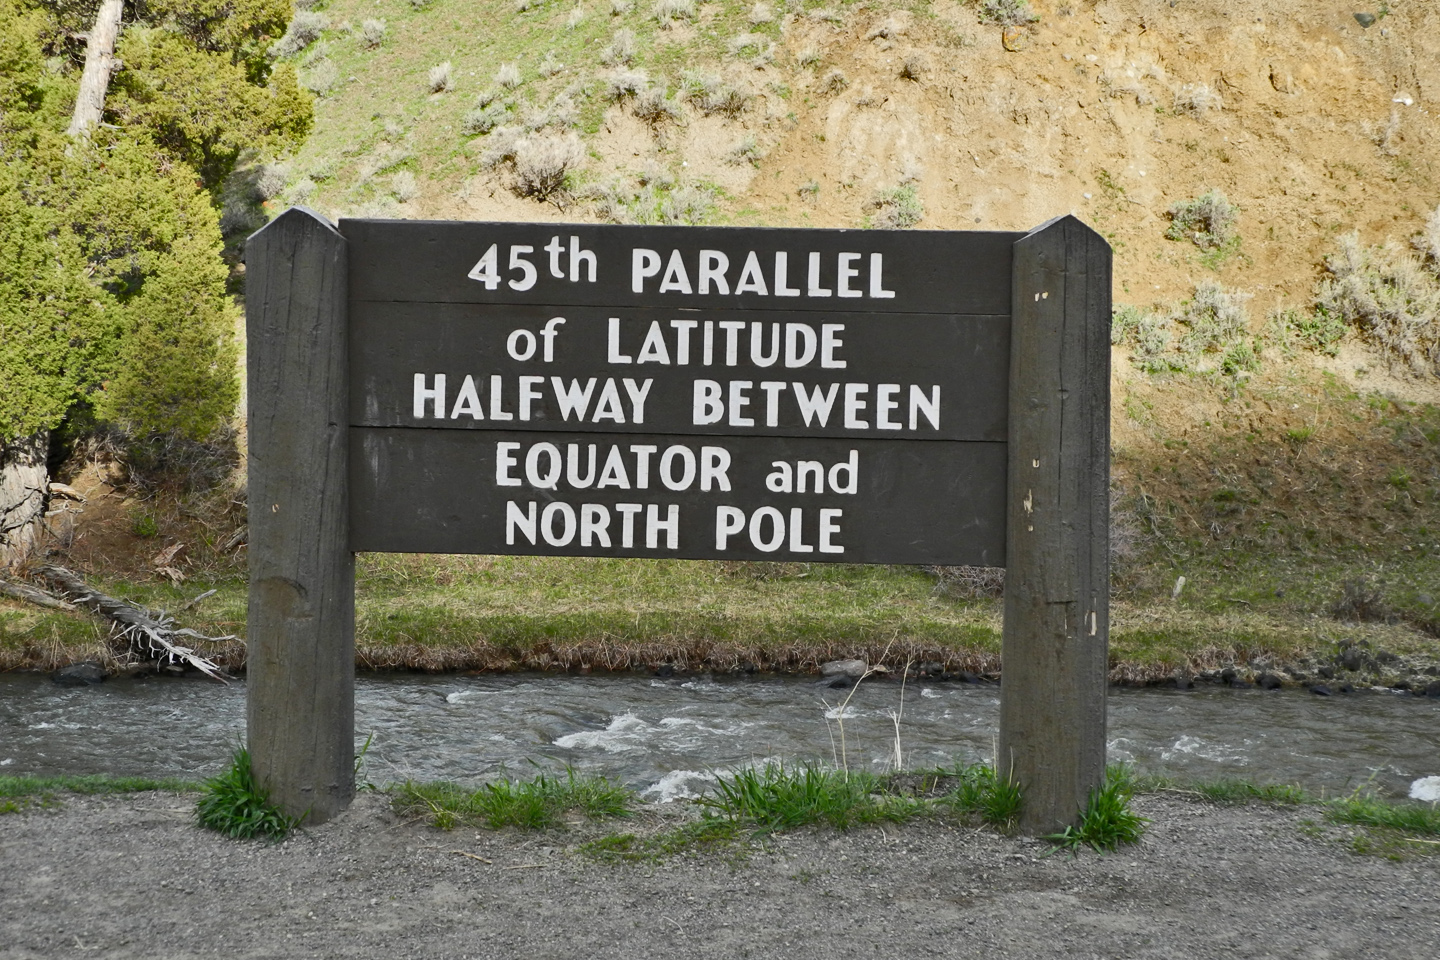 45th PARALLEL
of LATITUDE
HALFWAY BETWEEN
EQUATOR and
NORTH POLE